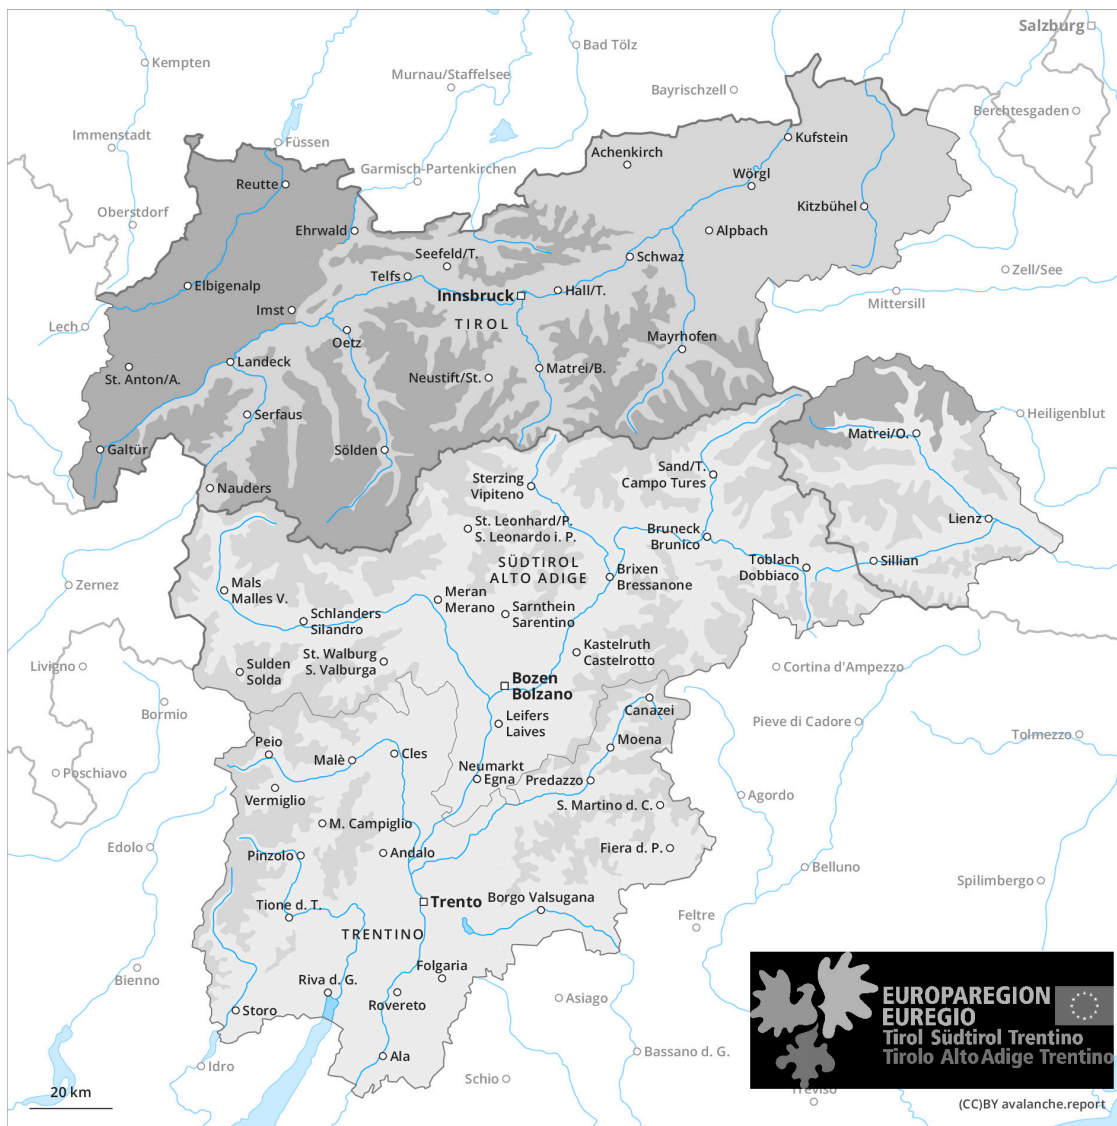 Salzburg
Kempten
Bad Tölz
Murnau/Staffelsee
Bayrischzell
Berchtesgaden
Immenstadt
Füssen
Kufstein
Achenkirch
Garmisch-Partenkirchen
Wörgl
Reutte
Oberstdorf
Kitzbühel
Ehrwald
Alpbach
Seefeld/T.
Schwaz
Telfs
Zell/See
Elbigenalp
Innsbruck
Hall/T.
Mittersill
Imst
TIROL
Lech
Oetz
Mayrhofen
Landeck
Matrei/B.
St. Anton/A.
Neustift/St.
Serfaus
Heiligenblut
Matrei/O.
Galtür
Sölden
Sand/T.
Campo Tures
Sterzing
Vipiteno
Nauders
St. Leonhard/P.
S. Leonardo i. P.
Lienz
Bruneck
Brunico
SÜDTIROL
ALTO ADIGE
Toblach
Dobbiaco
Sillian
Brixen
Bressanone
Zernez
Mals
Malles V.
Meran
Merano
Schlanders
Silandro
Sarnthein
Sarentino
Kastelruth
Castelrotto
St. Walburg
S. Valburga
Livigno
Sulden
Solda
Cortina d'Ampezzo
Bozen
Bolzano
Bormio
Canazei
Leifers
Laives
Pieve di Cadore
Tolmezzo
Moena
Peio
Malè
Cles
Neumarkt
Egna
Predazzo
Poschiavo
Vermiglio
S. Martino d. C.
Agordo
M. Campiglio
Edolo
Pinzolo
Andalo
Fiera d. P.
Belluno
Spilimbergo
Tione d. T.
Trento
Borgo Valsugana
Feltre
TRENTINO
Folgaria
Bienno
Riva d. G.
Rovereto
Asiago
Storo
EUROPAREGION
EUREGIO
Tirol Südtirol Trentino
Tirolo Alto Adige Trentino
Ala
Bassano d. G.
Idro
Schio
20 km
Treviso
(CC)BY avalanche.report